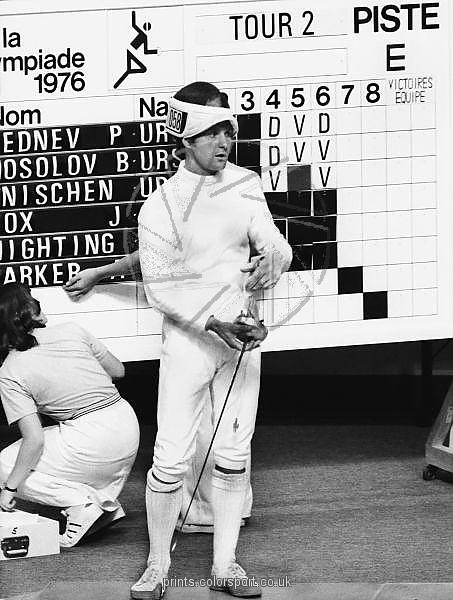 la
ympiade
1976
TOUR 2
PISTE
E
Nom
Na
3 4 5 6 7 8
VICTOIRES
EQUIPE
058
EDNEV P UR
D V D
OSOLOV B UR
D V V
NISCHEN UR
V V
OX J
IGHTING
ARKER
prints.colorsport.co.uk